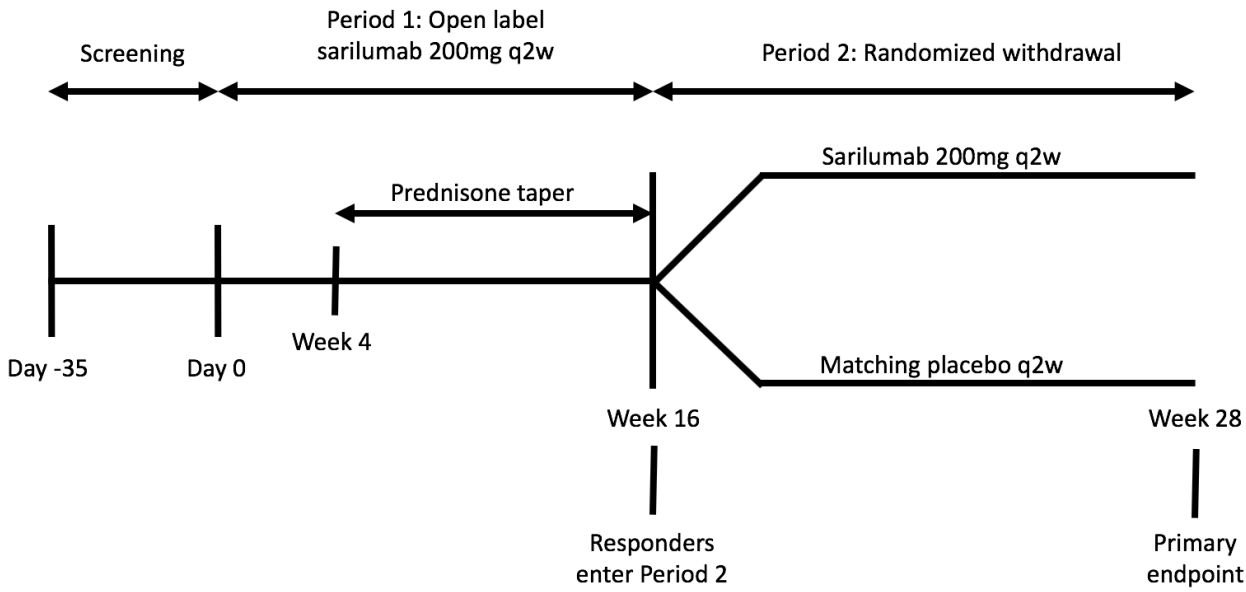 Period 1: Open label
sarilumab 200mg q2w
Screening
Period 2: Randomized withdrawal
Sarilumab 200mg q2w
Prednisone taper
Week 4
Day -35
Day 0
Matching placebo q2w
Week 16
Week 28
Responders
enter Period 2
Primary
endpoint